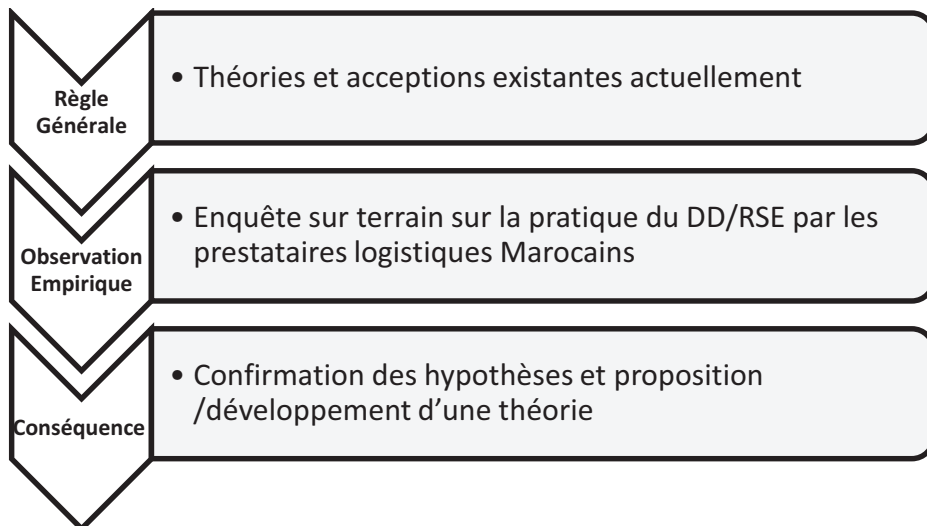 Règle
Générale
• Théories et acceptions existantes actuellement
Observation
Empirique
• Enquête sur terrain sur la pratique du DD/RSE par les
prestataires logistiques Marocains
Conséquence
• Confirmation des hypothèses et proposition
/développement d’une théorie